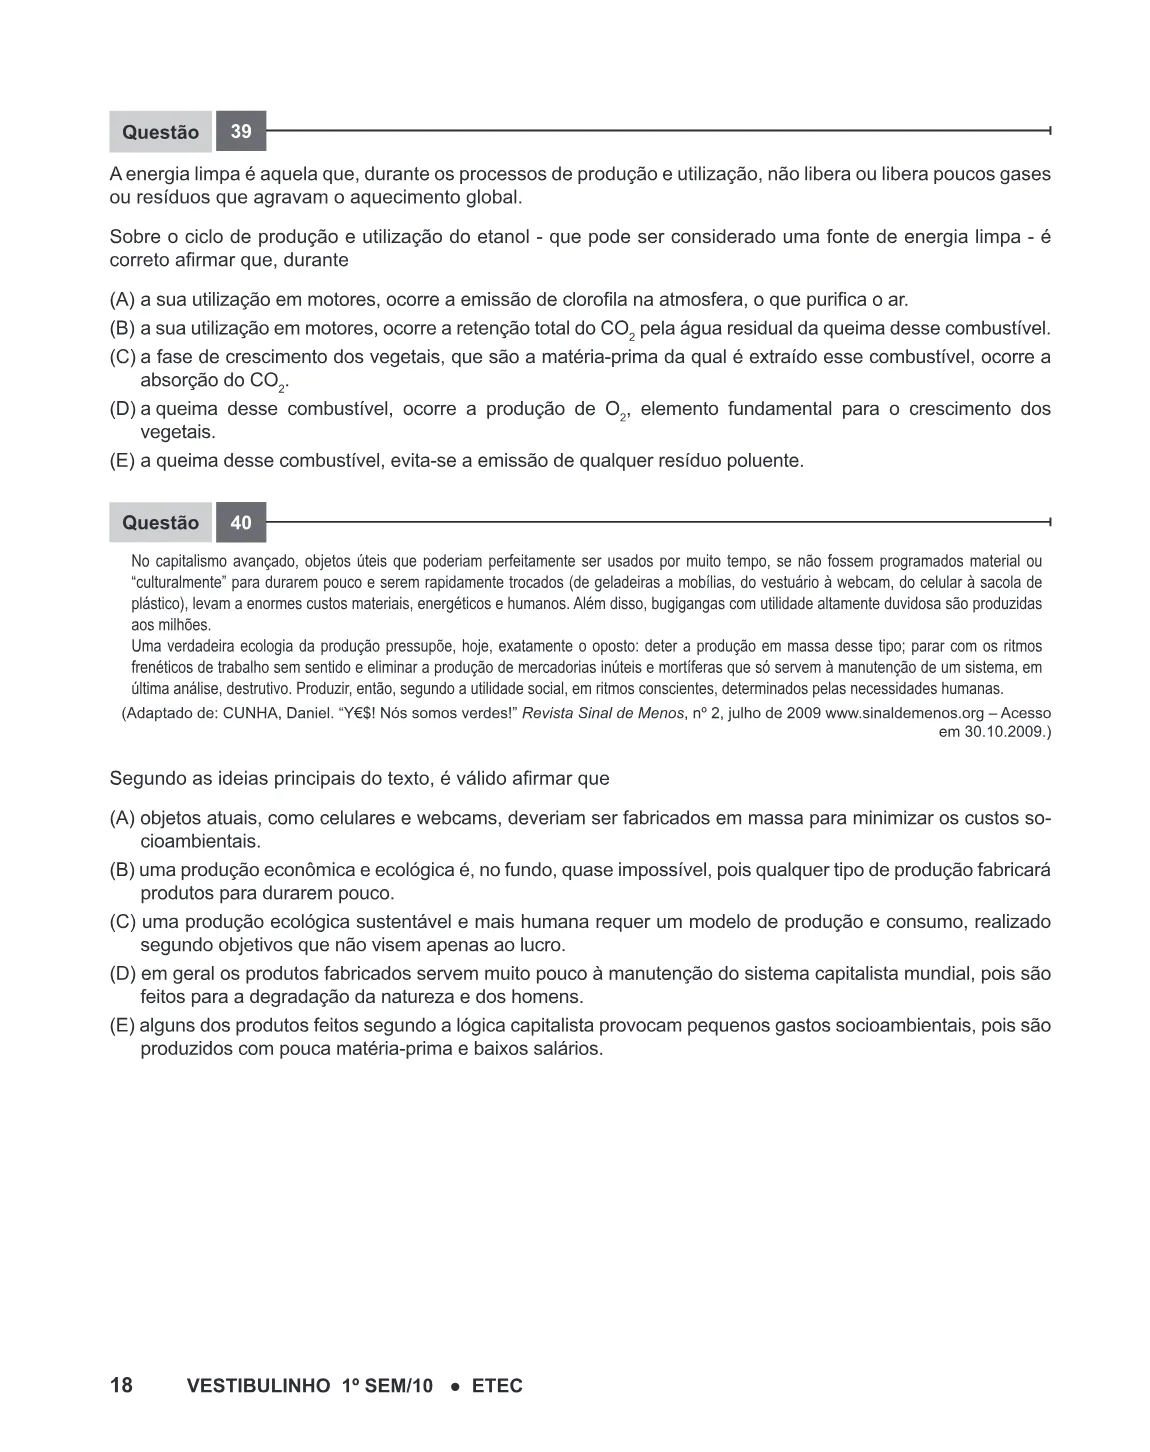 Questão 39
A energia limpa é aquela que, durante os processos de produção e utilização, não libera ou libera poucos gases
ou resíduos que agravam o aquecimento global.
Sobre o ciclo de produção e utilização do etanol - que pode ser considerado uma fonte de energia limpa - é
correto afirmar que, durante
(A) a sua utilização em motores, ocorre a emissão de clorofila na atmosfera, o que purifica o ar.
(B) a sua utilização em motores, ocorre a retenção total do CO2 pela água residual da queima desse combustível.
(C) a fase de crescimento dos vegetais, que são a matéria-prima da qual é extraído esse combustível, ocorre a
absorção do CO2.
(D) a queima desse combustível, ocorre a produção de O2, elemento fundamental para o crescimento dos
vegetais.
(E) a queima desse combustível, evita-se a emissão de qualquer resíduo poluente.
Questão 40
No capitalismo avançado, objetos úteis que poderiam perfeitamente ser usados por muito tempo, se não fossem programados material ou
“culturalmente” para durarem pouco e serem rapidamente trocados (de geladeiras a mobílias, do vestuário à webcam, do celular à sacola de
plástico), levam a enormes custos materiais, energéticos e humanos. Além disso, bugigangas com utilidade altamente duvidosa são produzidas
aos milhões.
Uma verdadeira ecologia da produção pressupõe, hoje, exatamente o oposto: deter a produção em massa desse tipo; parar com os ritmos
frenéticos de trabalho sem sentido e eliminar a produção de mercadorias inúteis e mortíferas que só servem à manutenção de um sistema, em
última análise, destrutivo. Produzir, então, segundo a utilidade social, em ritmos conscientes, determinados pelas necessidades humanas.
(Adaptado de: CUNHA, Daniel. “Y€$! Nós somos verdes!” Revista Sinal de Menos, nº 2, julho de 2009 www.sinaldemenos.org – Acesso
em 30.10.2009.)
Segundo as ideias principais do texto, é válido afirmar que
(A) objetos atuais, como celulares e webcams, deveriam ser fabricados em massa para minimizar os custos so-
cioambientais.
(B) uma produção econômica e ecológica é, no fundo, quase impossível, pois qualquer tipo de produção fabricará
produtos para durarem pouco.
(C) uma produção ecológica sustentável e mais humana requer um modelo de produção e consumo, realizado
segundo objetivos que não visem apenas ao lucro.
(D) em geral os produtos fabricados servem muito pouco à manutenção do sistema capitalista mundial, pois são
feitos para a degradação da natureza e dos homens.
(E) alguns dos produtos feitos segundo a lógica capitalista provocam pequenos gastos socioambientais, pois são
produzidos com pouca matéria-prima e baixos salários.
18 VESTIBULINHO 1º SEM/10 ● ETEC